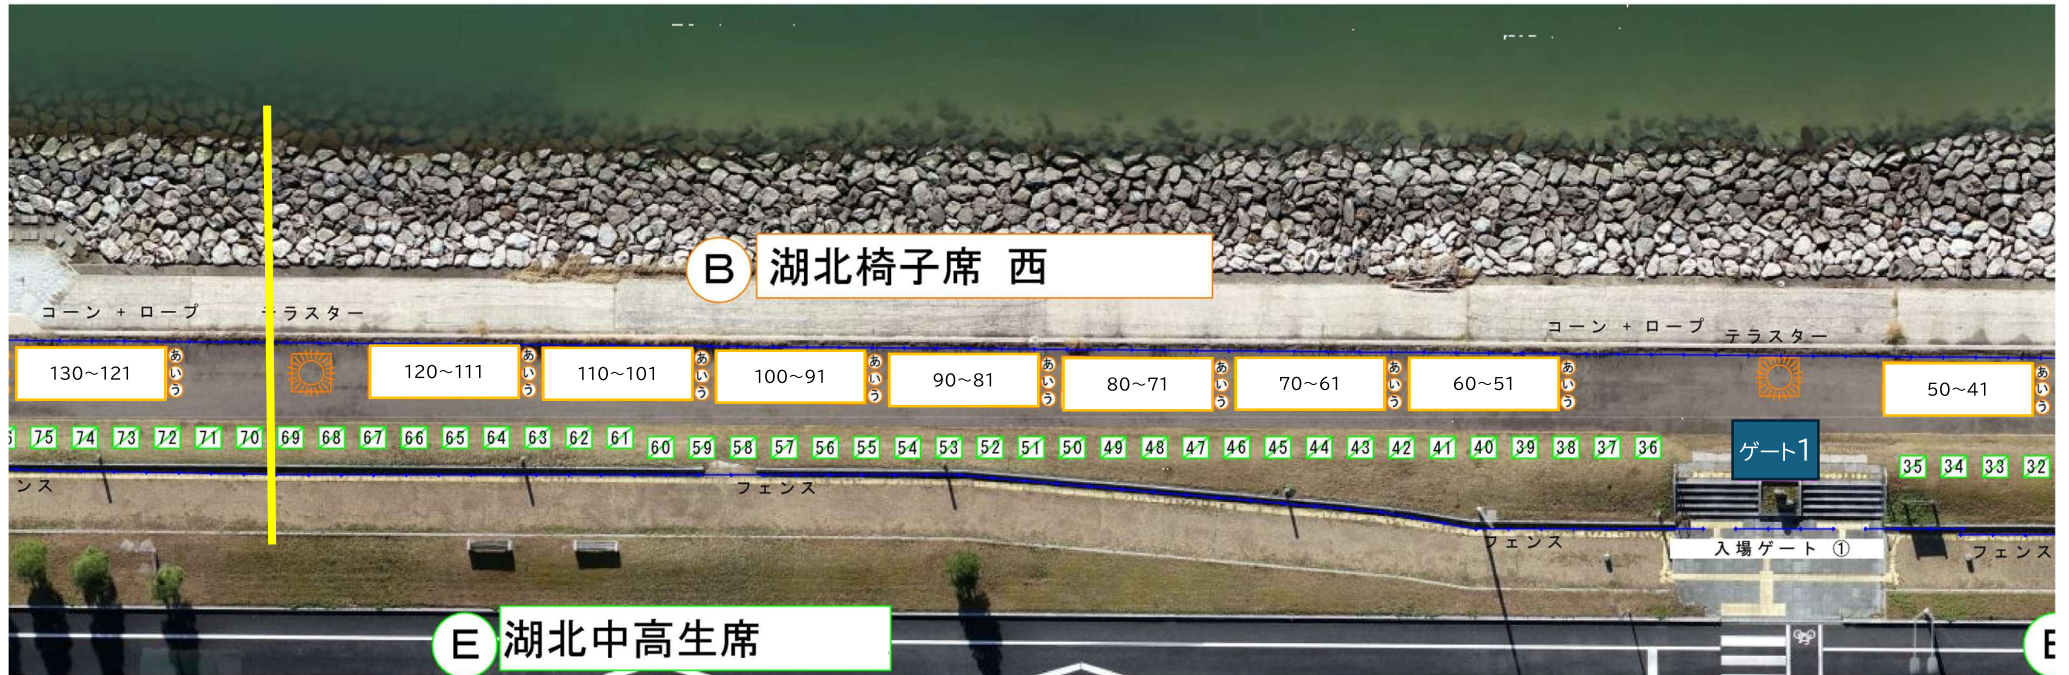 B 湖北椅子席 西
コーン + ロープ
テラスター
コーン + ロープ
テラスター
130～121 あいう
120～111 あいう
110～101 あいう
100～91 あいう
90～81 あいう
80～71 あいう
70～61 あいう
60～51 あいう
50～41 あいう
75 74 73 72 71 70 69 68 67 66 65 64 63 62 61 60 59 58 57 56 55 54 53 52 51 50 49 48 47 46 45 44 43 42 41 40 39 38 37 36
ゲート1
35 34 33 32
ンス
フェンス
フェンス
入場ゲート ①
フェンス
E 湖北中高生席